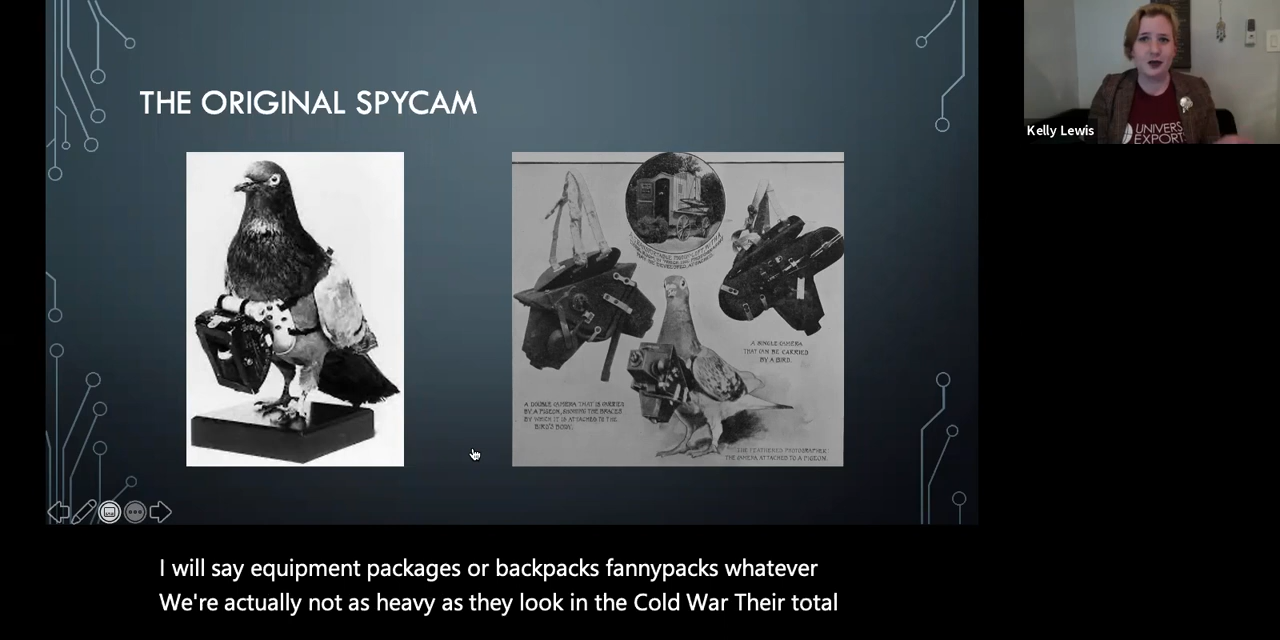 THE ORIGINAL SPYCAM
A SINGLE CAMERA
THAT CAN BE CARRIED
BY A BIRD.
A DOUBLE CAMERA THAT IS CARRIED
BY A PIGEON, SHOWING THE BRACES
BY WHICH IT IS ATTACHED TO THE
BIRD'S BODY.
THE FEATHERED PHOTOGRAPHER
THE CAMERA ATTACHED TO A PIGEON.
Kelly Lewis
UNIVERS
EXPORT
I will say equipment packages or backpacks fannypacks whatever
We're actually not as heavy as they look in the Cold War Their total